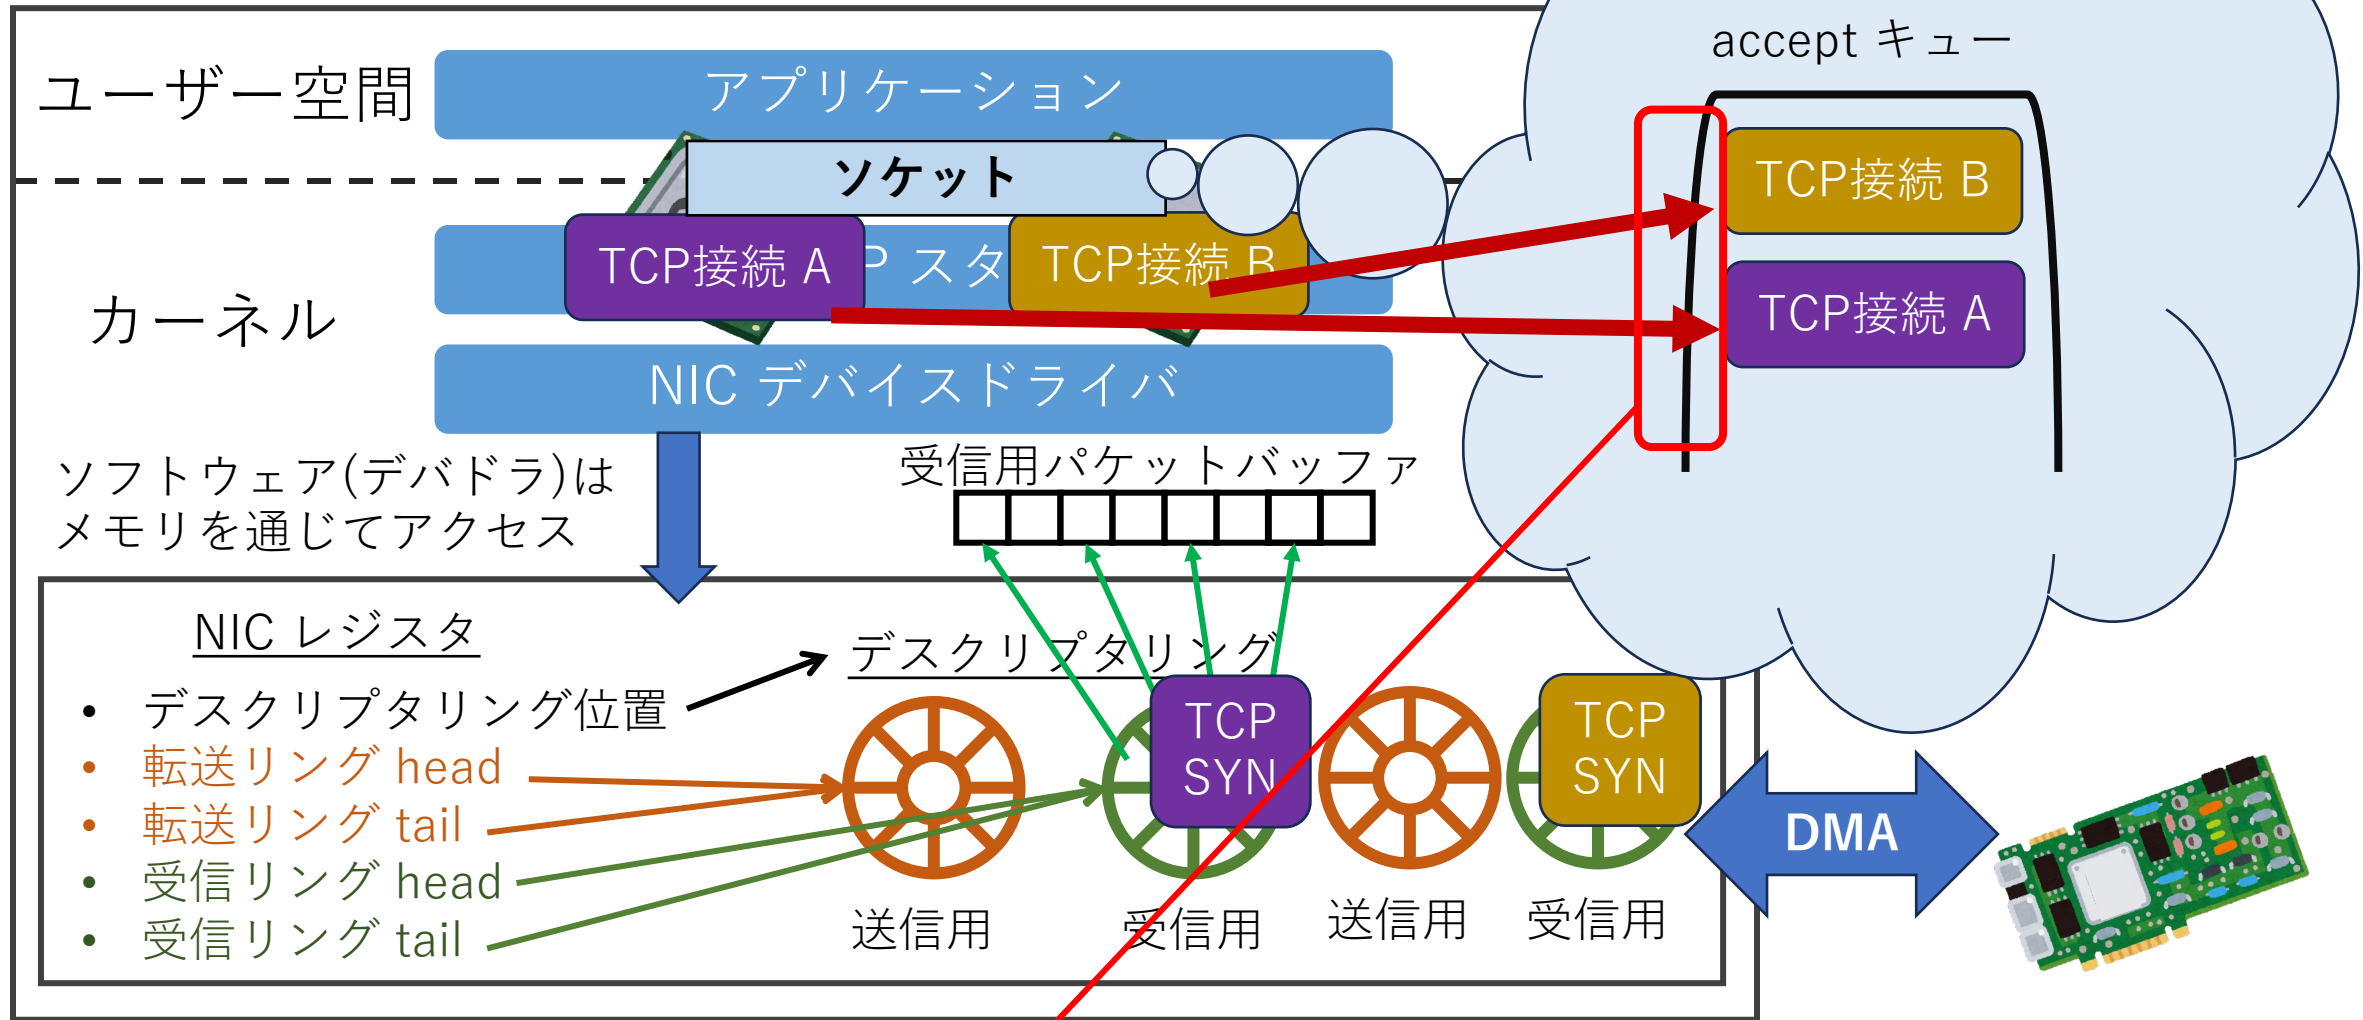 accept キュー
ユーザー空間
アプリケーション
ソケット
TCP接続 B
TCP接続 A
P スタ
TCP接続 B
TCP接続 A
カーネル
NIC デバイスドライバ
ソフトウェア(デバドラ)は
メモリを通じてアクセス
受信用パケットバッファ
NIC レジスタ
デスクリプタリング
• デスクリプタリング位置
• 転送リング head
• 転送リング tail
• 受信リング head
• 受信リング tail
TCP
SYN
TCP
SYN
DMA
送信用
受信用
送信用
受信用